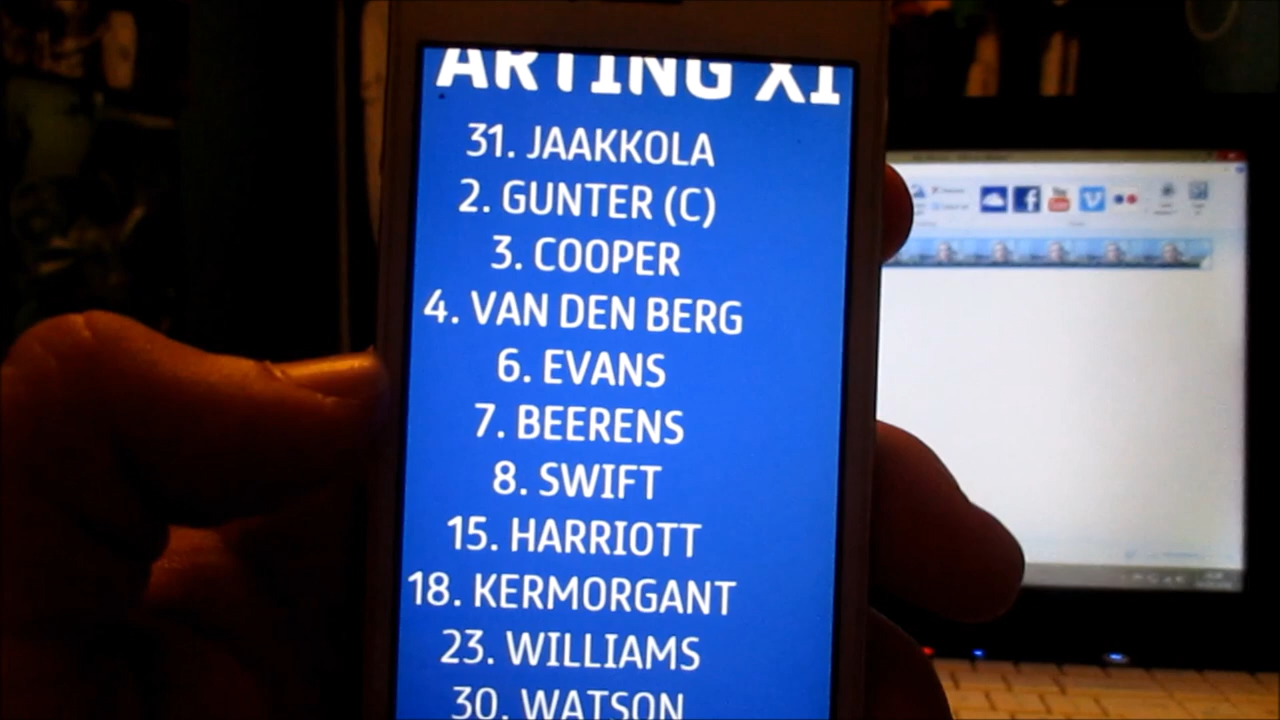 ARTING XI
31. JAAKKOLA
2. GUNTER (C)
3. COOPER
4. VAN DEN BERG
6. EVANS
7. BEERENS
8. SWIFT
15. HARRIOTT
18. KERMORGANT
23. WILLIAMS
30. WATSON